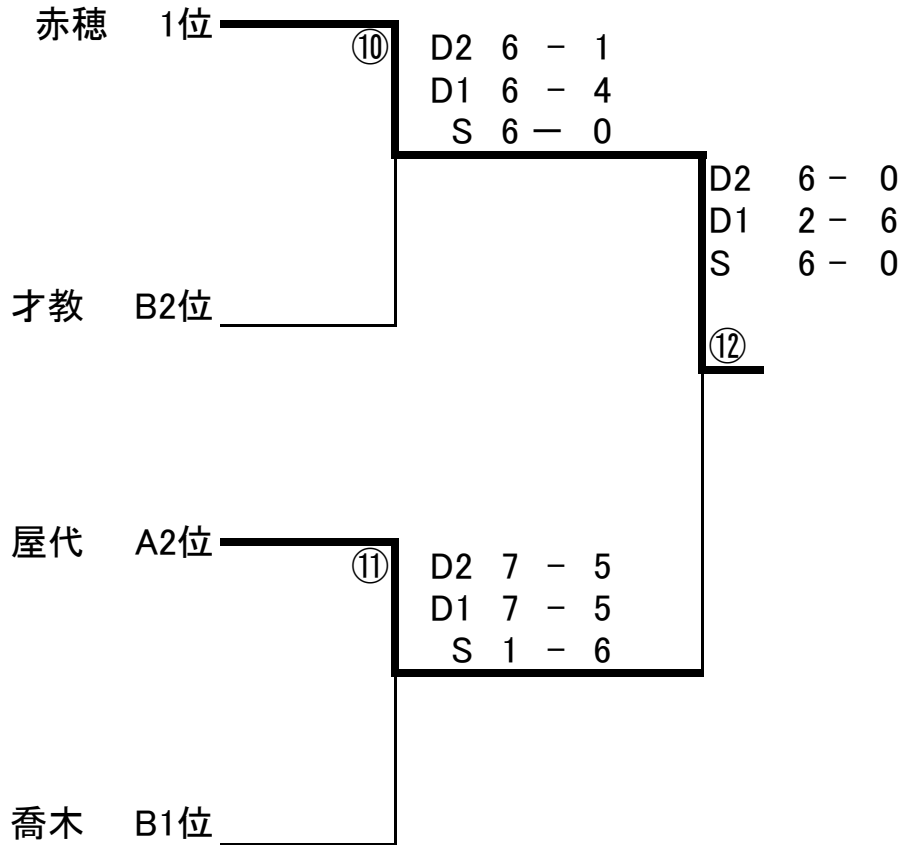 赤穂 1位
⑩
D2 6 - 1
D1 6 - 4
S 6 － 0
才教 B2位
D2 6 - 0
D1 2 - 6
S 6 - 0
⑫
屋代 A2位
⑪
D2 7 - 5
D1 7 - 5
S 1 - 6
喬木 B1位